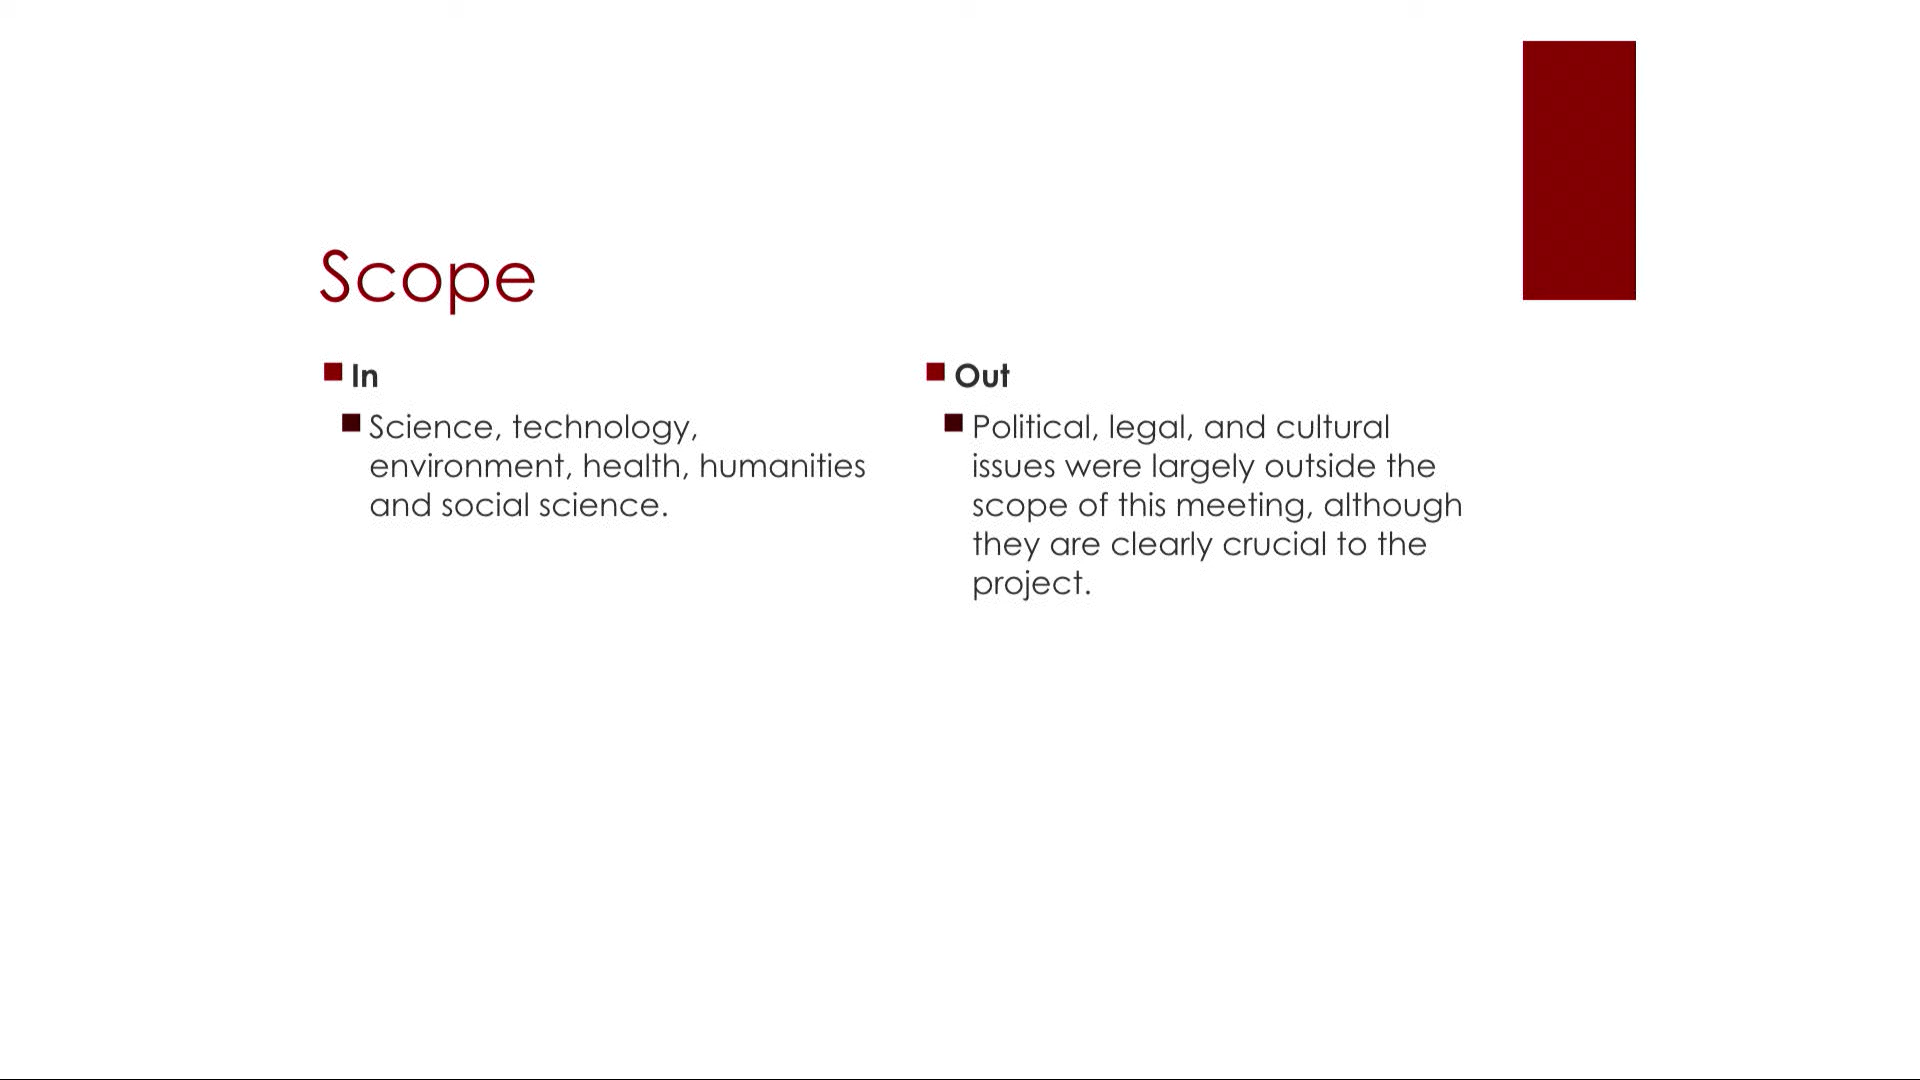 Scope
In
Science, technology,
environment, health, humanities
and social science.
Out
Political, legal, and cultural
issues were largely outside the
scope of this meeting, although
they are clearly crucial to the
project.